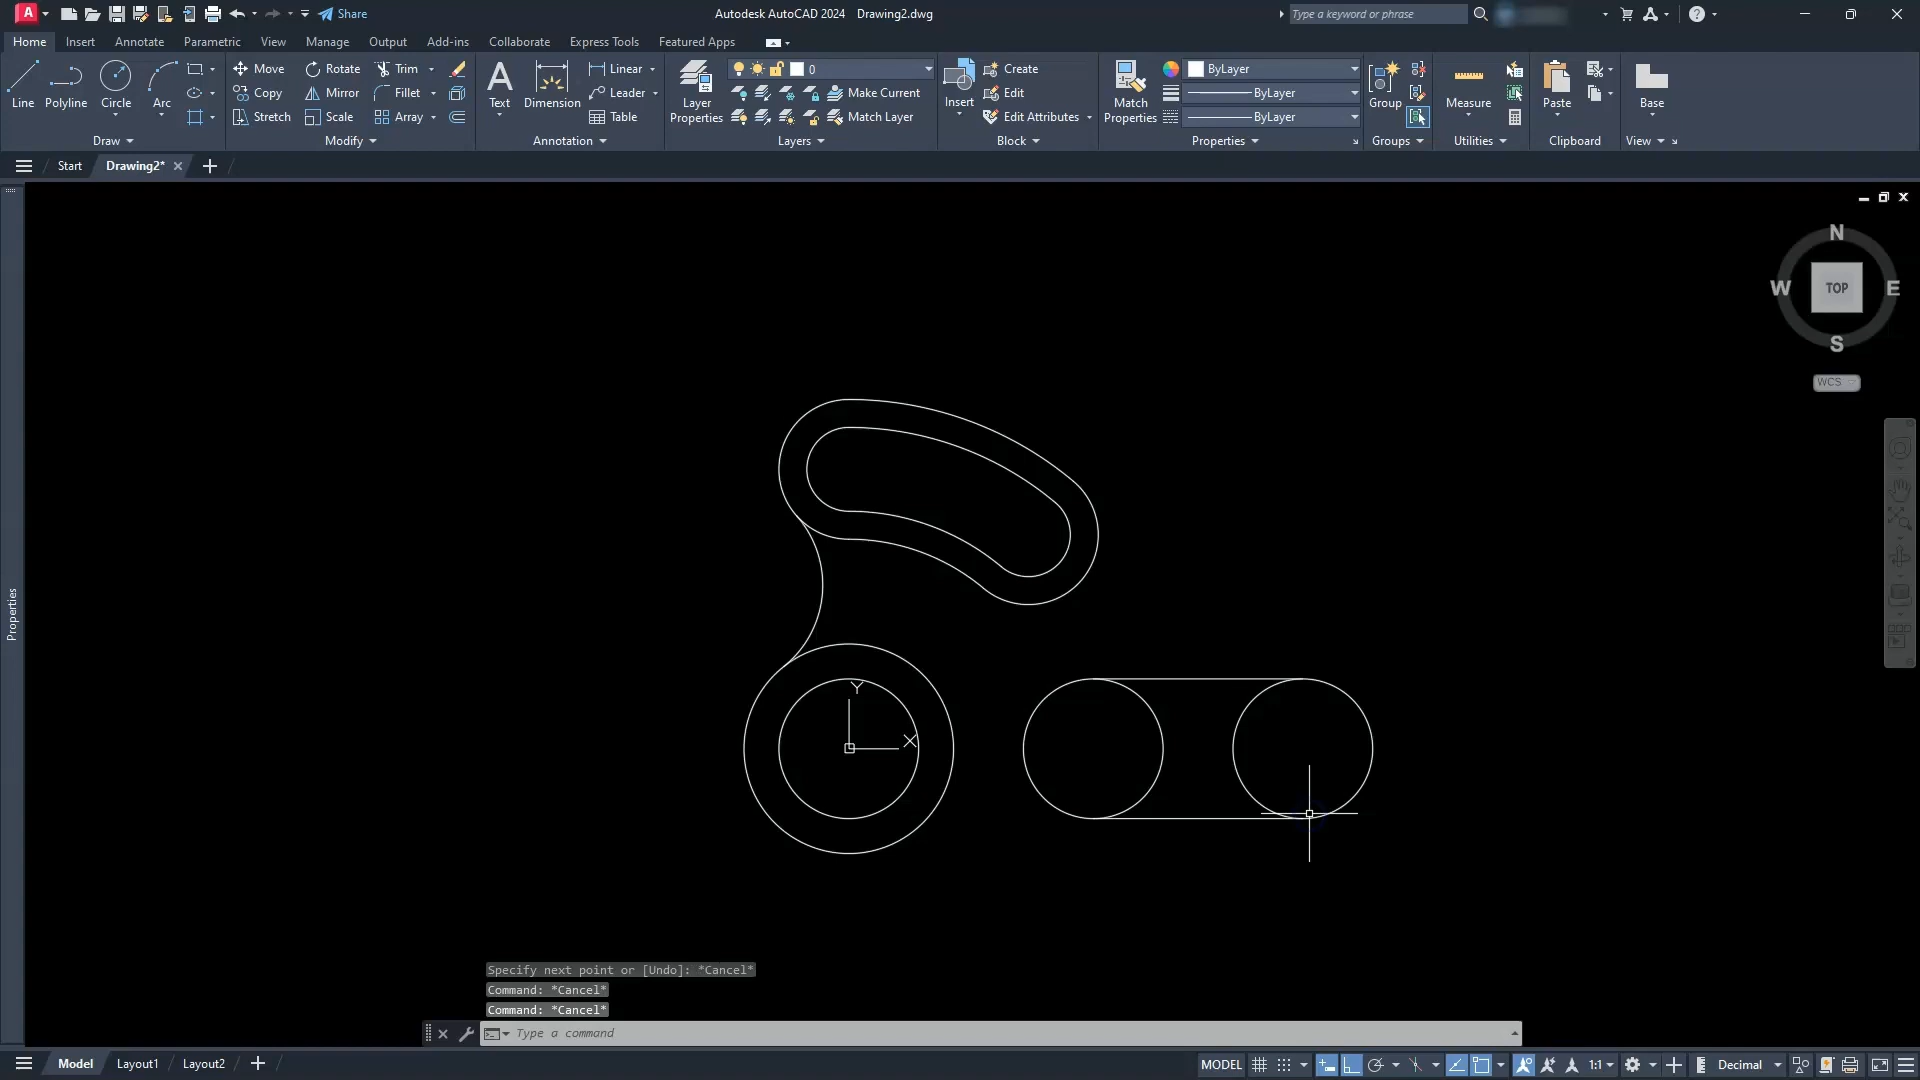 A Share Autodesk AutoCAD 2024 Drawing2.dwg Type a keyword or phrase
Home Insert Annotate Parametric View Manage Output Add-ins Collaborate Express Tools Featured Apps
Line Polyline Circle Arc
Draw
Move Rotate Trim
Copy Mirror Fillet
Stretch Scale Array
Modify
Text Dimension
Linear
Leader
Table
Annotation
Layer Properties
0
Make Current
Match Layer
Layers
Insert
Create
Edit
Edit Attributes
Block
Match Properties
ByLayer
ByLayer
ByLayer
Properties
Group
Groups
Measure
Utilities
Paste
Clipboard
Base
View
Start Drawing2*
N
W TOP E
S
WCS
Properties
Y
X
Specify next point or [Undo]: *Cancel*
Command: *Cancel*
Command: *Cancel*
Type a command
Model Layout1 Layout2 MODEL 1:1 Decimal